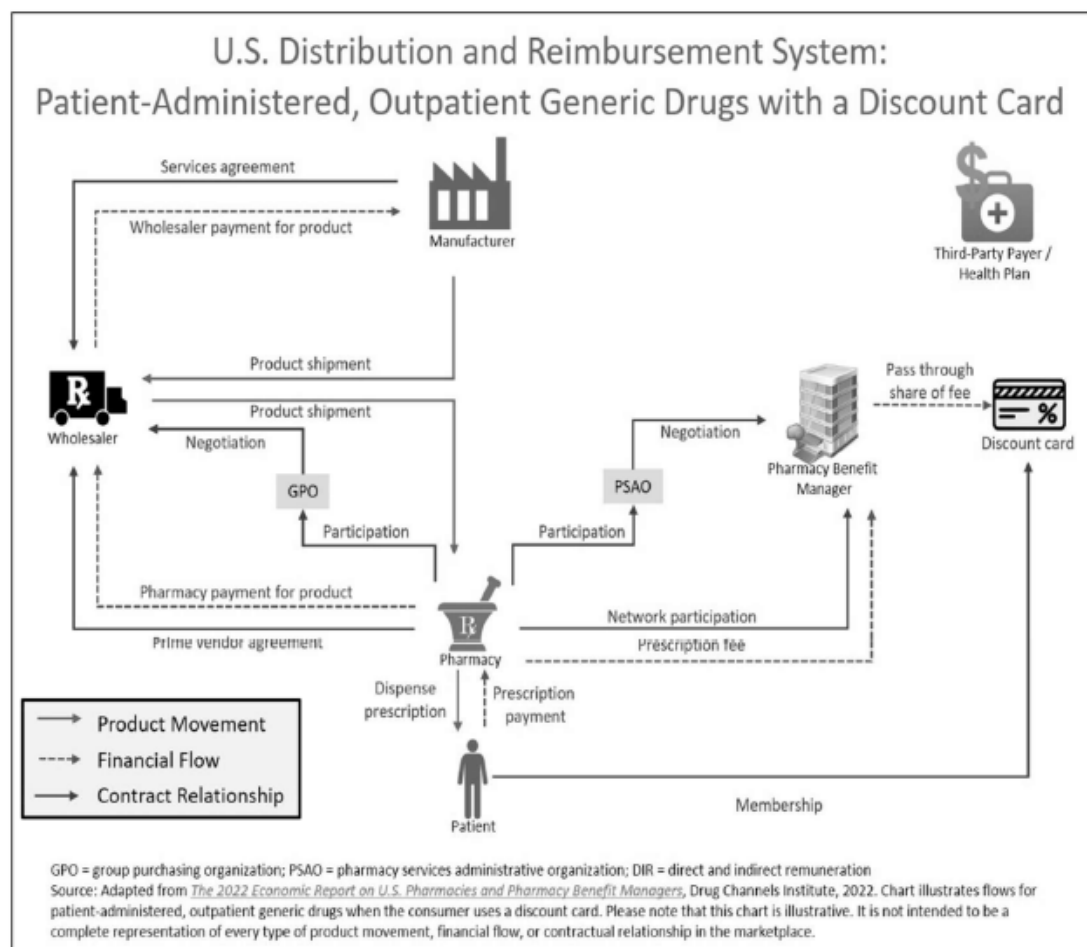 U.S. Distribution and Reimbursement System:
Patient-Administered, Outpatient Generic Drugs with a Discount Card
Services agreement
Wholesaler payment for product
Manufacturer
Third-Party Payer /
Health Plan
Product shipment
Product shipment
Wholesaler
Negotiation
GPO
Participation
PSAO
Negotiation
Participation
Pharmacy Benefit
Manager
Pass through
share of fee
%
Discount card
Pharmacy payment for product
Prime vendor agreement
Rx
Rx
Pharmacy
Network participation
Prescription fee
Dispense
prescription
Prescription
payment
Patient
Membership
Product Movement
Financial Flow
Contract Relationship
GPO = group purchasing organization; PSAO = pharmacy services administrative organization; DIR = direct and indirect remuneration
Source: Adapted from The 2022 Economic Report on U.S. Pharmacies and Pharmacy Benefit Managers, Drug Channels Institute, 2022. Chart illustrates flows for
patient-administered, outpatient generic drugs when the consumer uses a discount card. Please note that this chart is illustrative. It is not intended to be a
complete representation of every type of product movement, financial flow, or contractual relationship in the marketplace.